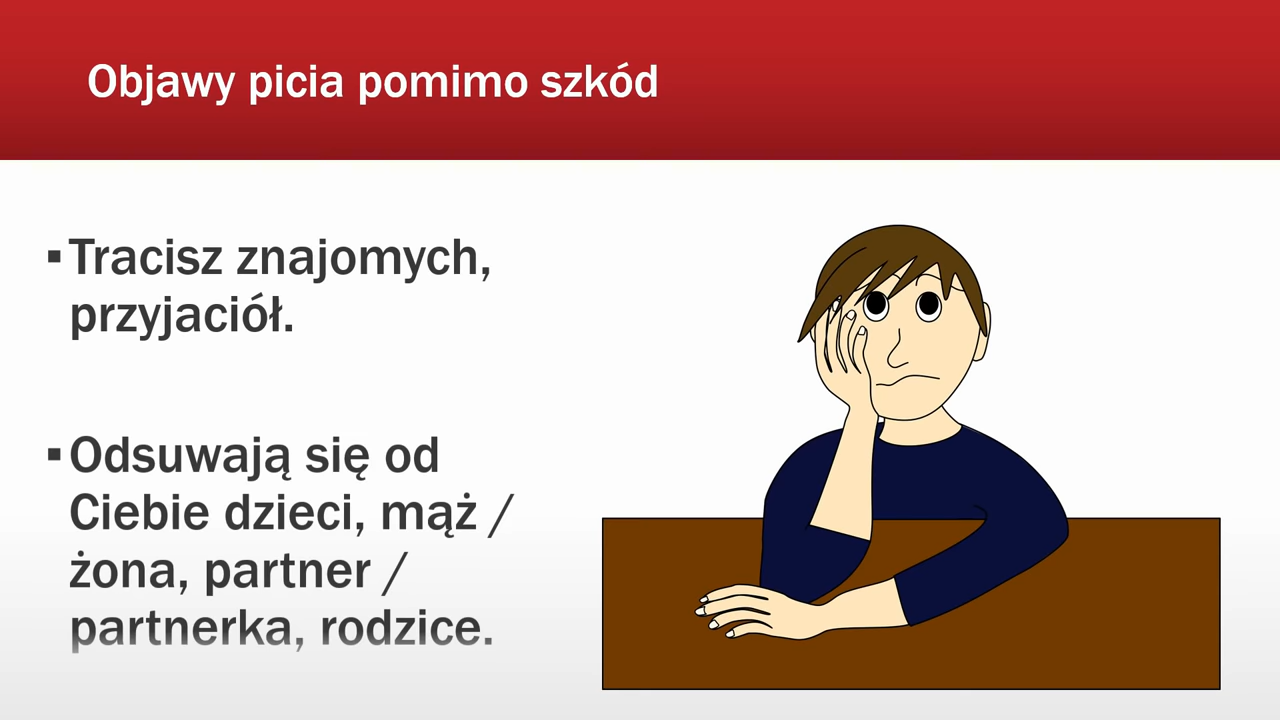 Objawy picia pomimo szkód
▪ Tracisz znajomych,
przyjaciół.
▪ Odsuwają się od
Ciebie dzieci, mąż /
żona, partner /
partnerka, rodzice.